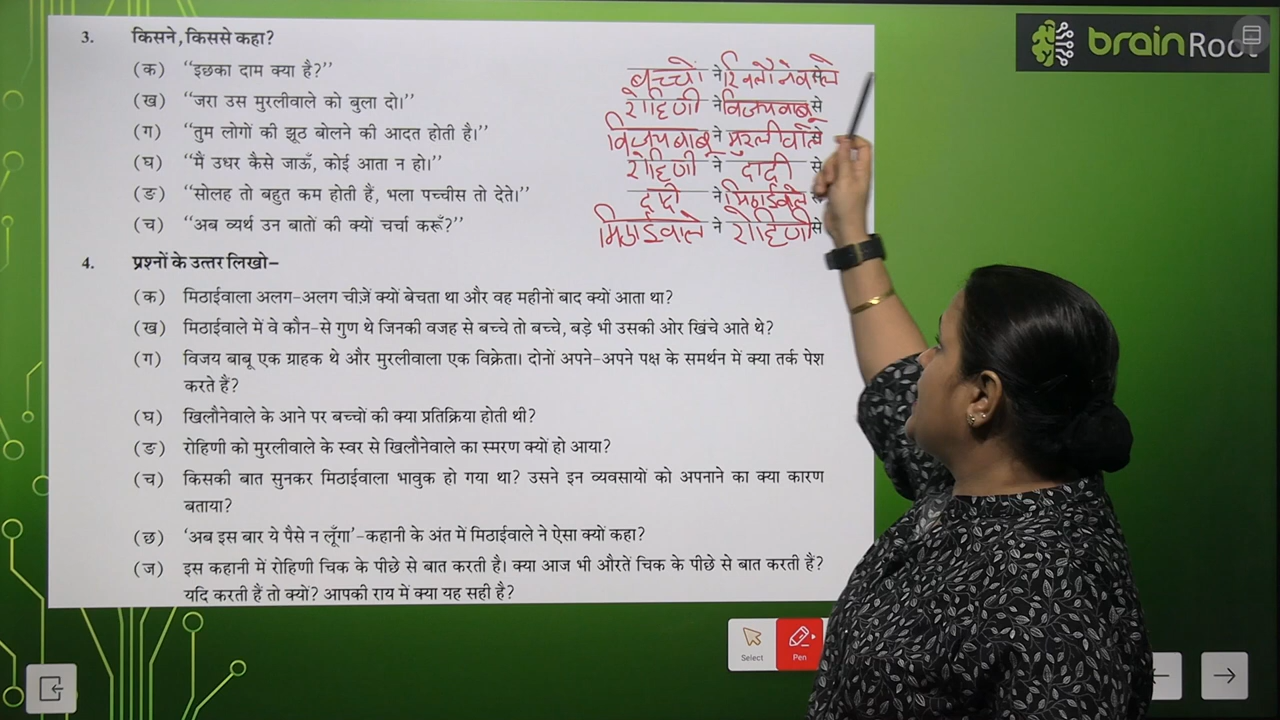 brainRoot
3. किसने, किससे कहा?
(क) “इछका दाम क्या है?” बच्चों ने खिलौनेवाले से
(ख) “जरा उस मुरलीवाले को बुला दो।” रोहिणी ने विजय बाबू से
(ग) “तुम लोगों की झूठ बोलने की आदत होती है।” विजय बाबू ने मुरलीवाले से
(घ) “मैं उधर कैसे जाऊँ, कोई आता न हो।” रोहिणी ने दादी से
(ङ) “सोलह तो बहुत कम होती हैं, भला पच्चीस तो देते।” दादी ने मिठाईवाले से
(च) “अब व्यर्थ उन बातों की क्यों चर्चा करूँ?” मिठाईवाले ने रोहिणी से
4. प्रश्नों के उत्तर लिखो–
(क) मिठाईवाला अलग-अलग चीज़ें क्यों बेचता था और वह महीनों बाद क्यों आता था?
(ख) मिठाईवाले में वे कौन-से गुण थे जिनकी वजह से बच्चे तो बच्चे, बड़े भी उसकी ओर खिंचे आते थे?
(ग) विजय बाबू एक ग्राहक थे और मुरलीवाला एक विक्रेता। दोनों अपने-अपने पक्ष के समर्थन में क्या तर्क पेश
करते हैं?
(घ) खिलौनेवाले के आने पर बच्चों की क्या प्रतिक्रिया होती थी?
(ङ) रोहिणी को मुरलीवाले के स्वर से खिलौनेवाले का स्मरण क्यों हो आया?
(च) किसकी बात सुनकर मिठाईवाला भावुक हो गया था? उसने इन व्यवसायों को अपनाने का क्या कारण
बताया?
(छ) ‘अब इस बार ये पैसे न लूँगा’-कहानी के अंत में मिठाईवाले ने ऐसा क्यों कहा?
(ज) इस कहानी में रोहिणी चिक के पीछे से बात करती है। क्या आज भी औरतें चिक के पीछे से बात करती हैं?
यदि करती हैं तो क्यों? आपकी राय में क्या यह सही है?
Select Pen